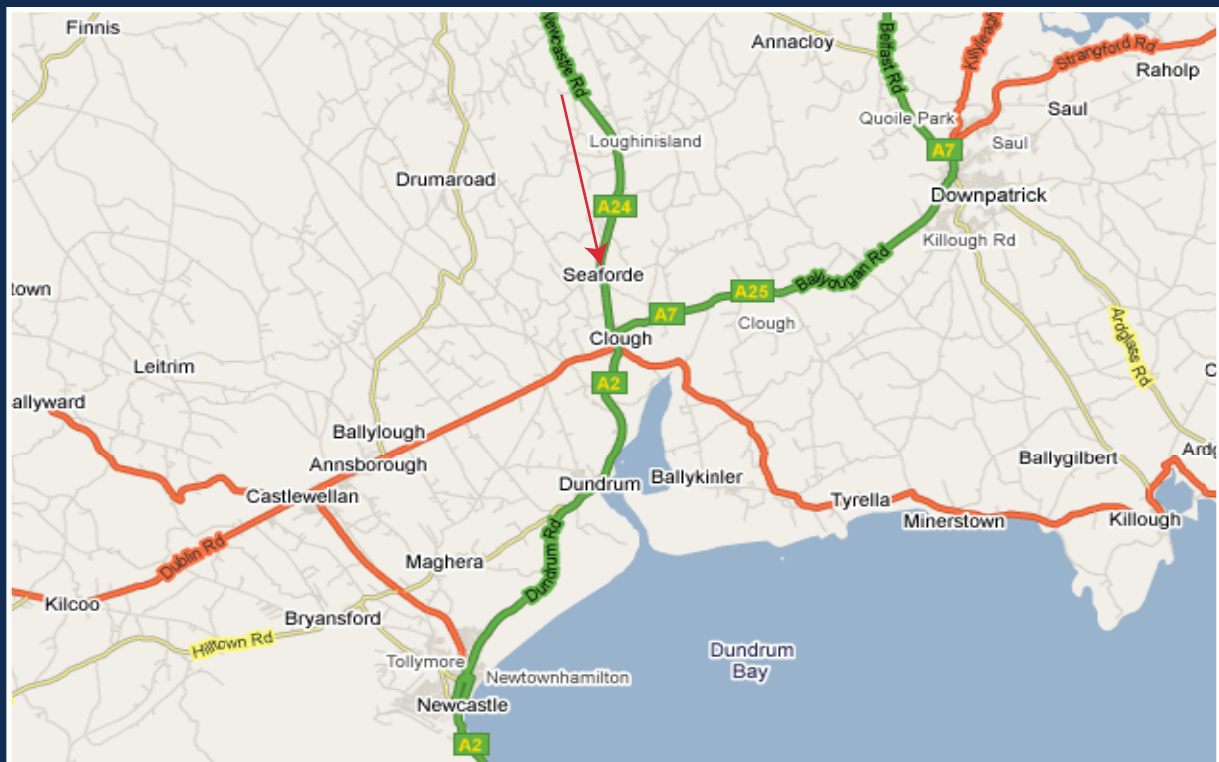 Finnis
Newcastle Rd
Annacloy
Belfast Rd
Killyleagh
Strangford Rd
Raholp
Saul
Quoile Park
Loughinisland
A7
Saul
Drumaroad
Downpatrick
A24
Killough Rd
Seaforde
Ballydugan Rd
town
A25
A7
Clough
Clough
Ardglass Rd
Leitrim
A2
C
allyward
Ballylough
Annsborough
Ballygilbert
Ardg
Castlewellan
Dundrum
Ballykinler
Tyrella
Minerstown
Killough
Dublin Rd
Maghera
Dundrum Rd
Kilcoo
Bryansford
Hilltown Rd
Tollymore
Newtownhamilton
Dundrum
Bay
Newcastle
A2